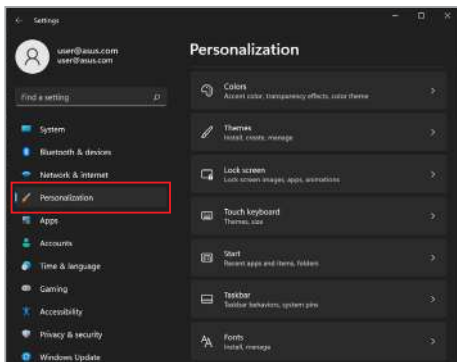 Settings
user@asus.com
user@asus.com
Find a setting
System
Bluetooth & devices
Network & internet
Personalization
Apps
Accounts
Time & language
Gaming
Accessibility
Privacy & security
Windows Update
Personalization
Colors
Accent color, transparency effects, color theme
Themes
Install, create, manage
Lock screen
Lock screen images, apps, animations
Touch keyboard
Themes, size
Start
Recent apps and items, folders
Taskbar
Taskbar behaviors, system pins
Fonts
Install, manage